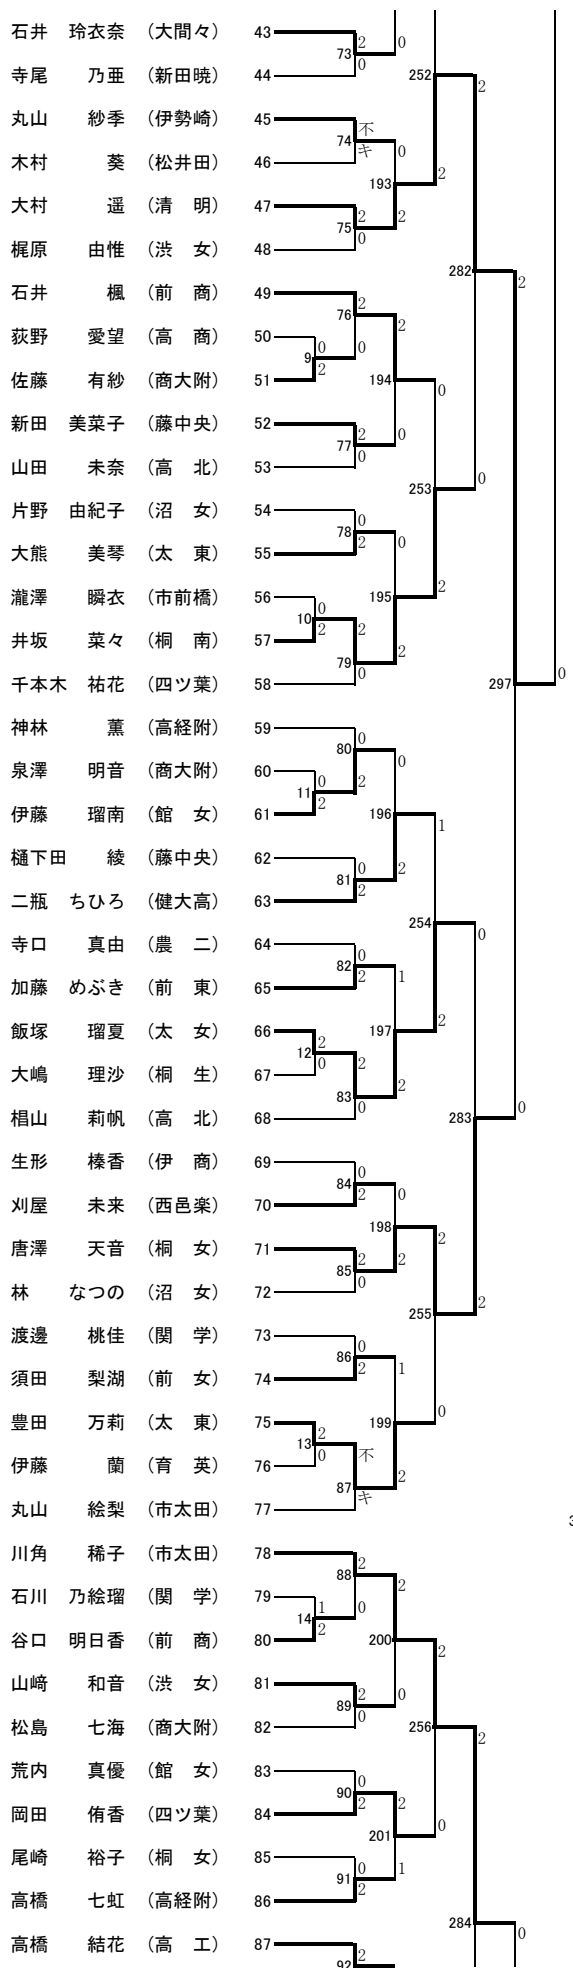 石井 玲衣奈 （大間々） 43
寺尾 乃亜 （新田暁） 44
丸山 紗季 （伊勢崎） 45
木村 葵 （松井田） 46
大村 遥 （清 明） 47
梶原 由惟 （渋 女） 48
石井 楓 （前 商） 49
荻野 愛望 （高 商） 50
佐藤 有紗 （商大附） 51
新田 美菜子 （藤中央） 52
山田 未奈 （高 北） 53
片野 由紀子 （沼 女） 54
大熊 美琴 （太 東） 55
瀧澤 瞬衣 （市前橋） 56
井坂 菜々 （桐 南） 57
千本木 祐花 （四ツ葉） 58
神林 薫 （高経附） 59
泉澤 明音 （商大附） 60
伊藤 瑠南 （館 女） 61
樋下田 綾 （藤中央） 62
二瓶 ちひろ （健大高） 63
寺口 真由 （農 二） 64
加藤 めぶき （前 東） 65
飯塚 瑠夏 （太 女） 66
大嶋 理沙 （桐 生） 67
椙山 莉帆 （高 北） 68
生形 榛香 （伊 商） 69
刈屋 未来 （西邑楽） 70
唐澤 天音 （桐 女） 71
林 なつの （沼 女） 72
渡邊 桃佳 （関 学） 73
須田 梨湖 （前 女） 74
豊田 万莉 （太 東） 75
伊藤 蘭 （育 英） 76
丸山 絵梨 （市太田） 77
川角 稀子 （市太田） 78
石川 乃絵瑠 （関 学） 79
谷口 明日香 （前 商） 80
山﨑 和音 （渋 女） 81
松島 七海 （商大附） 82
荒内 真優 （館 女） 83
岡田 侑香 （四ツ葉） 84
尾崎 裕子 （桐 女） 85
高橋 七虹 （高経附） 86
高橋 結花 （高 工） 87
9 0 2
10 0 2
11 0 2
12 2 0
13 2 0
14 1 2
73 2 0
74 不 キ
75 2 0
76 2 0
77 2 0
78 0 2
79 2 0
80 0 2
81 0 2
82 0 2
83 2 0
84 0 2
85 2 0
86 0 2
87 不 キ
88 2 0
89 2 0
90 0 2
91 0 2
92 2
0
193 0 2
194 2 0
195 0 2
196 0 2
197 1 2
198 0 2
199 1 2
200 2 0
201 2 1
252 2
253 0 2
254 1 2
255 2 0
256 2 0
282 2 0
283 0 2
284 2
297 2 0
0
0